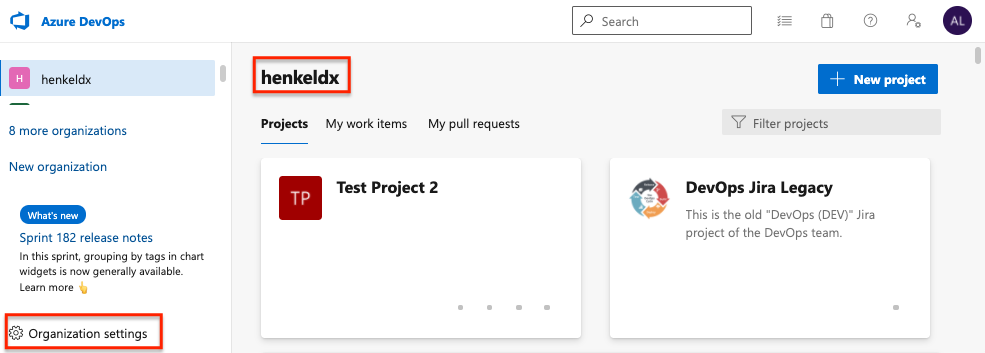 Azure DevOps
Search
AL
H henkeldx
8 more organizations
New organization
What's new
Sprint 182 release notes
In this sprint, grouping by tags in chart
widgets is now generally available.
Learn more 👆
Organization settings
henkeldx
New project
Projects My work items My pull requests
Filter projects
TP Test Project 2
DevOps Jira Legacy
This is the old "DevOps (DEV)" Jira
project of the DevOps team.